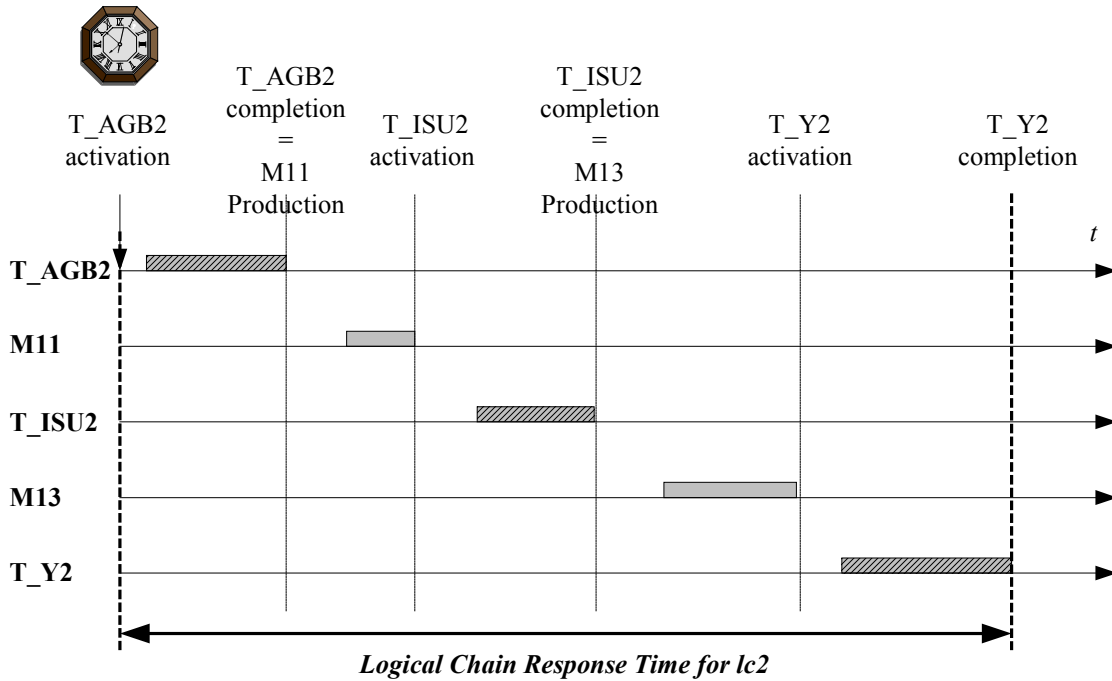 T_AGB2
activation
T_AGB2
completion
=
M11
Production
T_ISU2
activation
T_ISU2
completion
=
M13
Production
T_Y2
activation
T_Y2
completion
t
T_AGB2
M11
T_ISU2
M13
T_Y2
Logical Chain Response Time for lc2